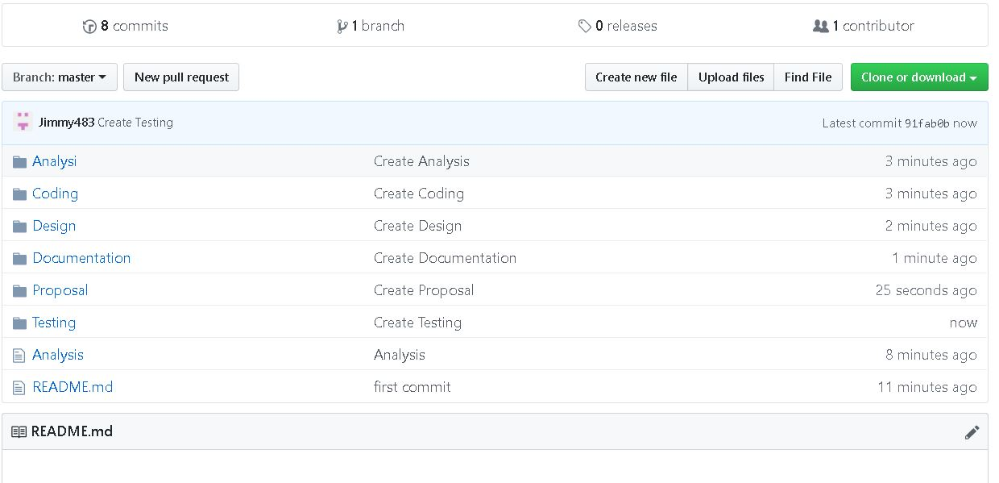 8 commits 1 branch 0 releases 1 contributor
Branch: master New pull request Create new file Upload files Find File Clone or download
Jimmy483 Create Testing Latest commit 91fab0b now
Analysi Create Analysis 3 minutes ago
Coding Create Coding 3 minutes ago
Design Create Design 2 minutes ago
Documentation Create Documentation 1 minute ago
Proposal Create Proposal 25 seconds ago
Testing Create Testing now
Analysis Analysis 8 minutes ago
README.md first commit 11 minutes ago
README.md